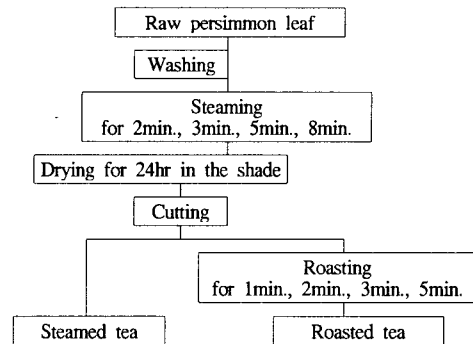 Raw persimmon leaf
Washing
Steaming
for 2min., 3min., 5min., 8min.
Drying for 24hr in the shade
Cutting
Roasting
for 1min., 2min., 3min., 5min.
Steamed tea
Roasted tea